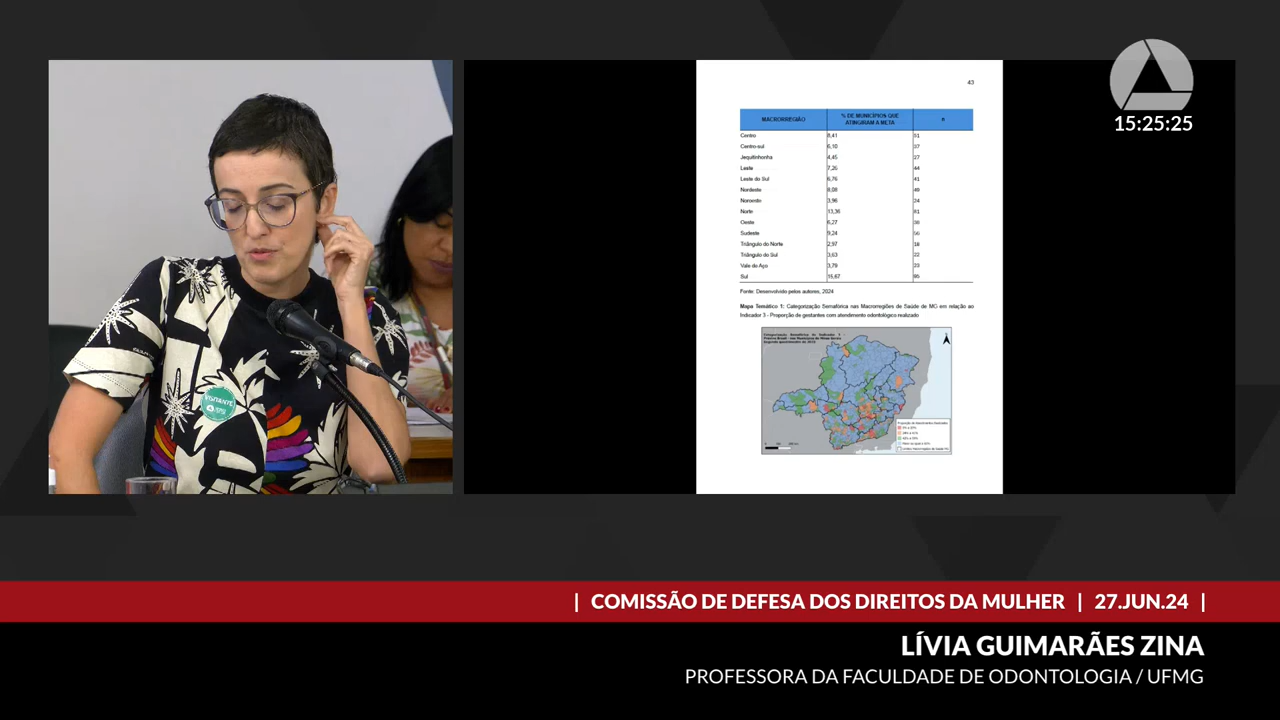 43
MACRORREGIÃO
% DE MUNICÍPIOS QUE
ATINGIRAM A META
n
Centro 8,41 51
Centro-sul 6,10 37
Jequitinhonha 4,45 27
Leste 7,25 44
Leste do Sul 6,76 41
Nordeste 8,08 49
Noroeste 3,96 24
Norte 13,36 81
Oeste 6,27 38
Sudeste 9,24 56
Triângulo do Norte 2,97 18
Triângulo do Sul 3,63 22
Vale do Aço 3,79 23
Sul 15,67 95
Fonte: Desenvolvido pelos autores, 2024
Mapa Temático 1: Categorização Semafórica nas Macrorregiões de Saúde de MG em relação ao
Indicador 3 - Proporção de gestantes com atendimento odontológico realizado
15:25:25
VISITANTE
| COMISSÃO DE DEFESA DOS DIREITOS DA MULHER | 27.JUN.24 |
LÍVIA GUIMARÃES ZINA
PROFESSORA DA FACULDADE DE ODONTOLOGIA / UFMG